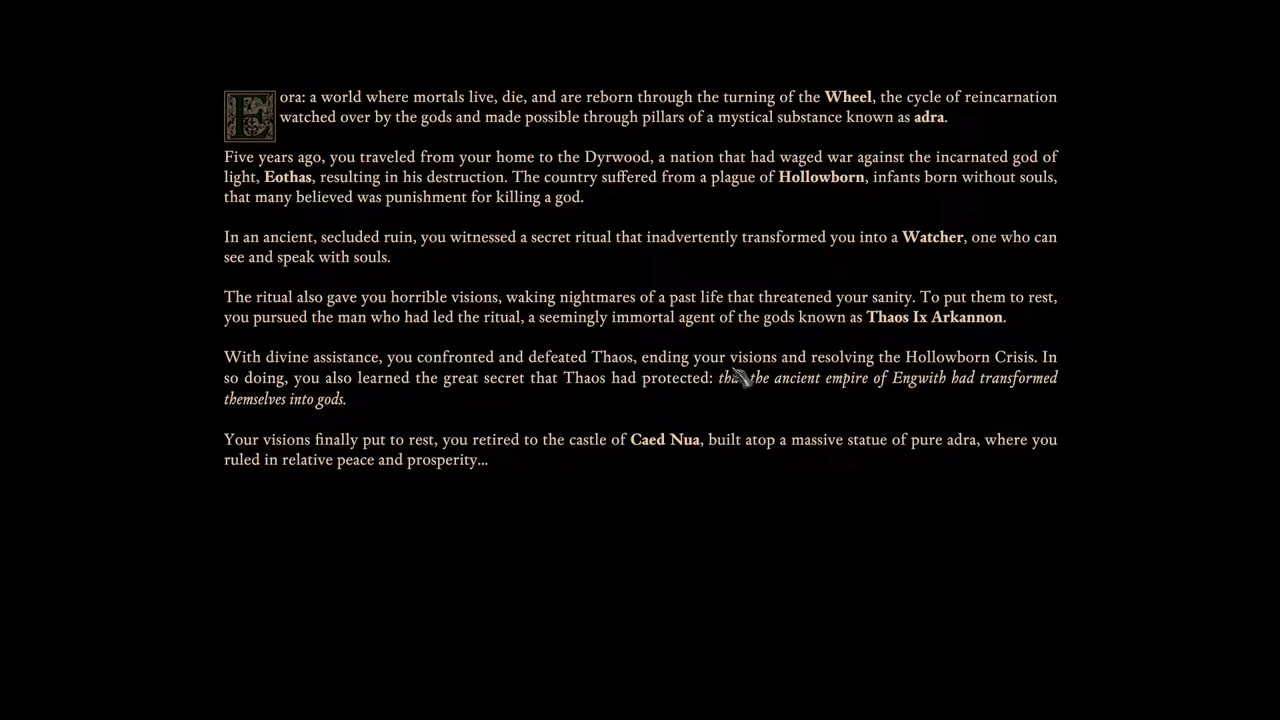 Eora: a world where mortals live, die, and are reborn through the turning of the Wheel, the cycle of reincarnation
watched over by the gods and made possible through pillars of a mystical substance known as adra.
Five years ago, you traveled from your home to the Dyrwood, a nation that had waged war against the incarnated god of
light, Eothas, resulting in his destruction. The country suffered from a plague of Hollowborn, infants born without souls,
that many believed was punishment for killing a god.
In an ancient, secluded ruin, you witnessed a secret ritual that inadvertently transformed you into a Watcher, one who can
see and speak with souls.
The ritual also gave you horrible visions, waking nightmares of a past life that threatened your sanity. To put them to rest,
you pursued the man who had led the ritual, a seemingly immortal agent of the gods known as Thaos Ix Arkannon.
With divine assistance, you confronted and defeated Thaos, ending your visions and resolving the Hollowborn Crisis. In
so doing, you also learned the great secret that Thaos had protected: that the ancient empire of Engwith had transformed
themselves into gods.
Your visions finally put to rest, you retired to the castle of Caed Nua, built atop a massive statue of pure adra, where you
ruled in relative peace and prosperity...